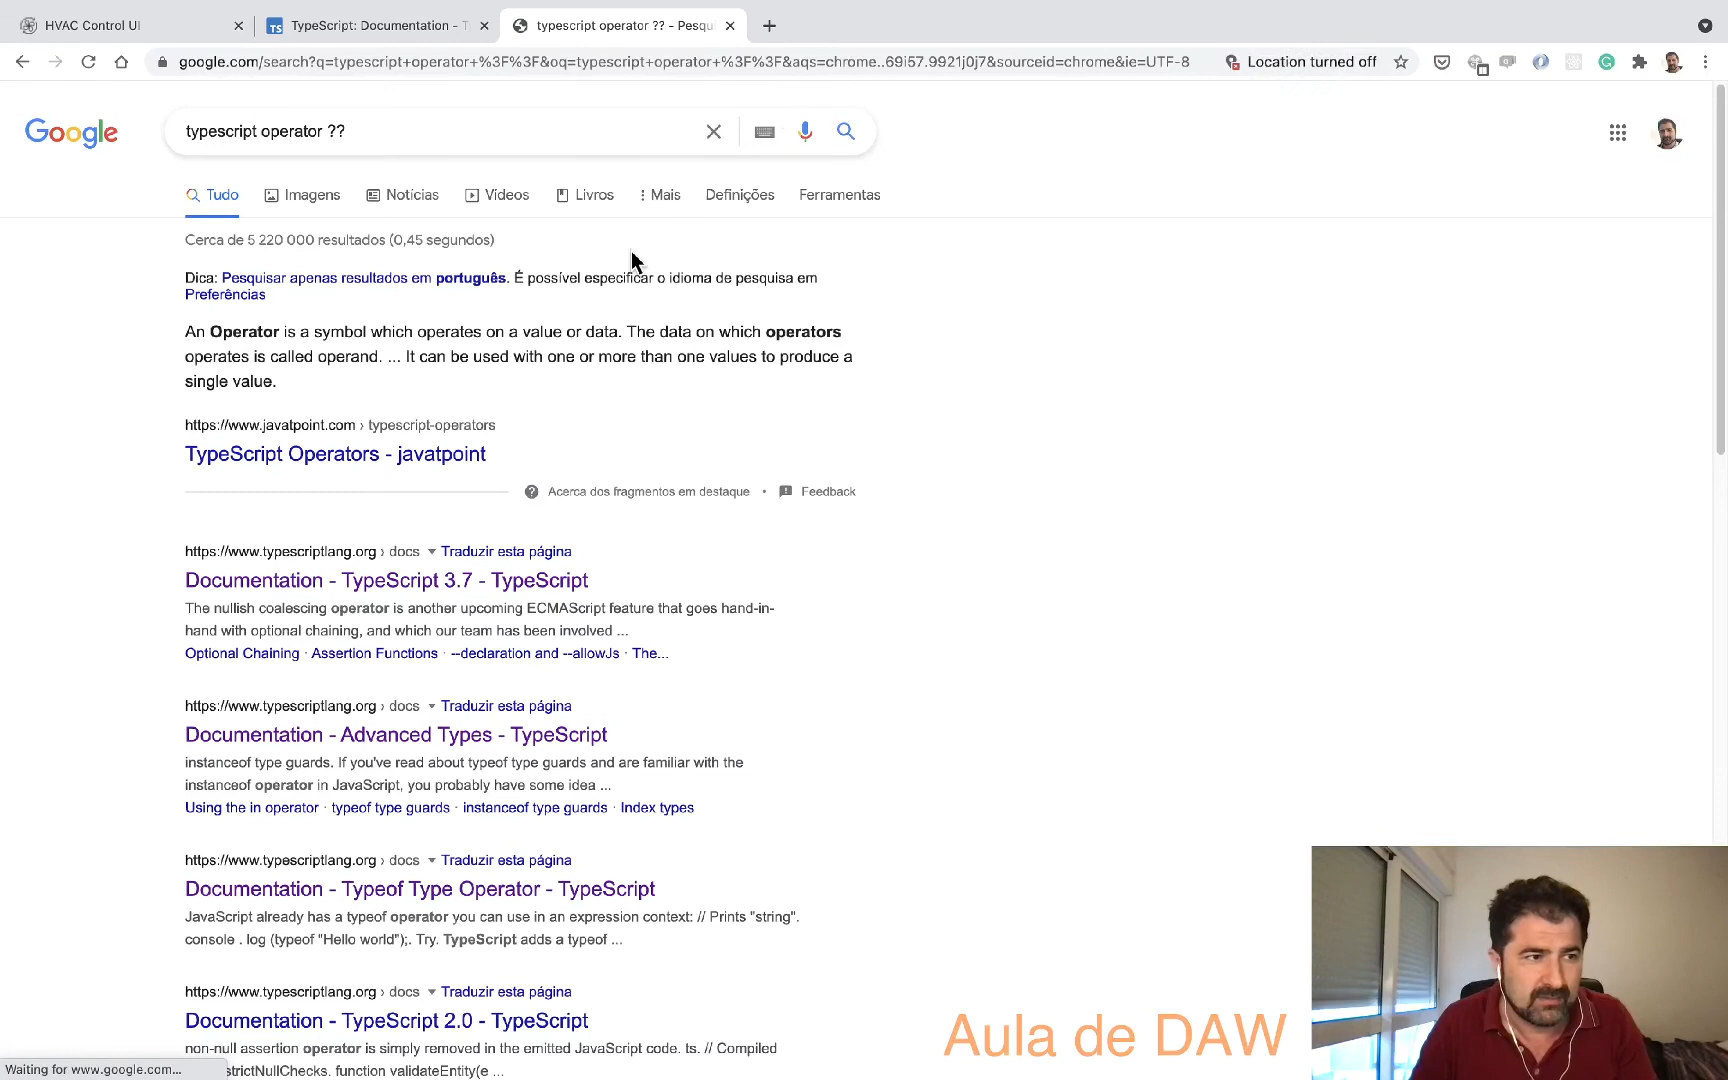 HVAC Control UI
TypeScript: Documentation - T
typescript operator ?? - Pesqu
google.com/search?q=typescript+operator+%3F%3F&oq=typescript+operator+%3F%3F&aqs=chrome..69i57.9921j0j7&sourceid=chrome&ie=UTF-8
Location turned off
Google
typescript operator ??
Tudo
Imagens
Notícias
Vídeos
Livros
Mais
Definições
Ferramentas
Cerca de 5 220 000 resultados (0,45 segundos)
Dica: Pesquisar apenas resultados em português. É possível especificar o idioma de pesquisa em
Preferências
An Operator is a symbol which operates on a value or data. The data on which operators
operates is called operand. ... It can be used with one or more than one values to produce a
single value.
https://www.javatpoint.com › typescript-operators
TypeScript Operators - javatpoint
Acerca dos fragmentos em destaque • Feedback
https://www.typescriptlang.org › docs Traduzir esta página
Documentation - TypeScript 3.7 - TypeScript
The nullish coalescing operator is another upcoming ECMAScript feature that goes hand-in-
hand with optional chaining, and which our team has been involved ...
Optional Chaining · Assertion Functions · --declaration and --allowJs · The...
https://www.typescriptlang.org › docs Traduzir esta página
Documentation - Advanced Types - TypeScript
instanceof type guards. If you've read about typeof type guards and are familiar with the
instanceof operator in JavaScript, you probably have some idea ...
Using the in operator · typeof type guards · instanceof type guards · Index types
https://www.typescriptlang.org › docs Traduzir esta página
Documentation - Typeof Type Operator - TypeScript
JavaScript already has a typeof operator you can use in an expression context: // Prints "string".
console . log (typeof "Hello world");. Try. TypeScript adds a typeof ...
https://www.typescriptlang.org › docs Traduzir esta página
Documentation - TypeScript 2.0 - TypeScript
non-null assertion operator is simply removed in the emitted JavaScript code. ts. // Compiled
strictNullChecks. function validateEntity(e ...
Waiting for www.google.com...
Aula de DAW